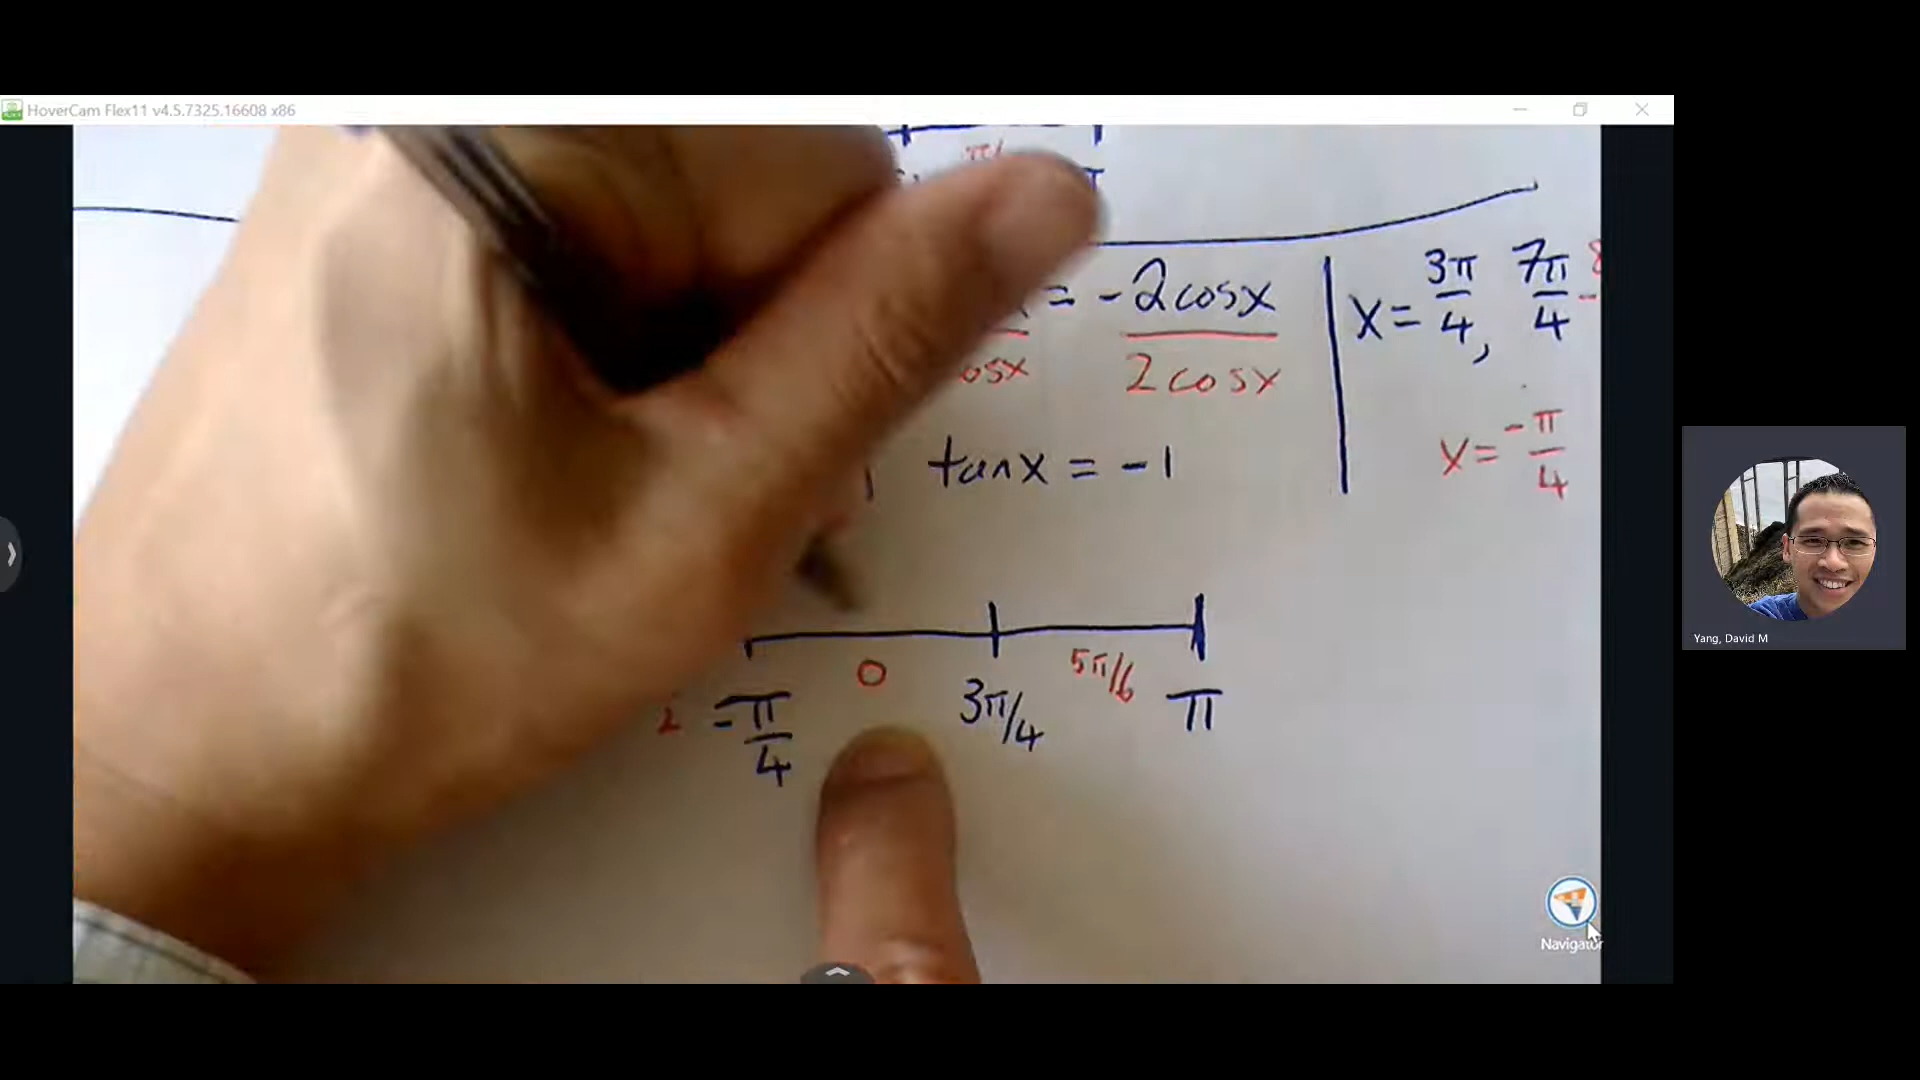 HoverCam Flex11 v4.5.7325.16608 x86
= -2cosx
osx 2cosx
x= 3π/4, 7π/4
tanx = -1
x= -π/4
0 5π/6
-π/4 3π/4 π
Navigator
Yang, David M